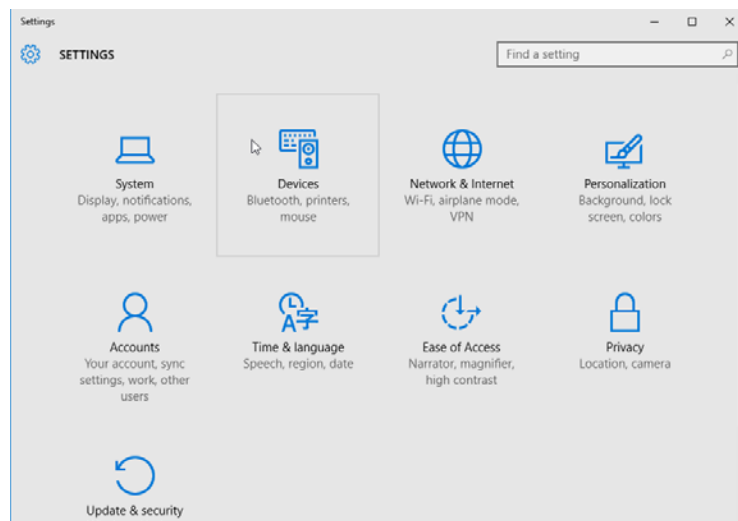 Settings
SETTINGS
Find a setting
System
Display, notifications,
apps, power
Devices
Bluetooth, printers,
mouse
Network & Internet
Wi-Fi, airplane mode,
VPN
Personalization
Background, lock
screen, colors
Accounts
Your account, sync
settings, work, other
users
A字
Time & language
Speech, region, date
Ease of Access
Narrator, magnifier,
high contrast
Privacy
Location, camera
Update & security